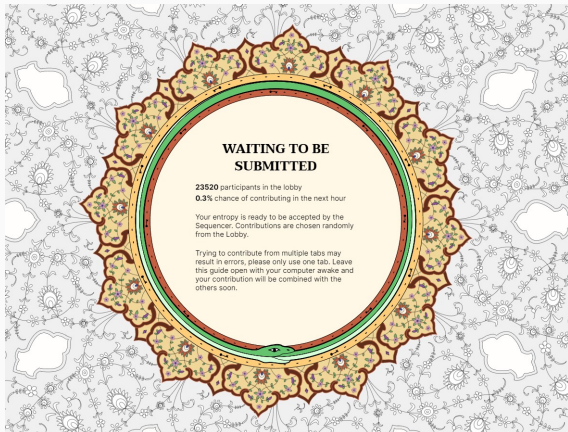 WAITING TO BE
SUBMITTED
23520 participants in the lobby
0.3% chance of contributing in the next hour
Your entropy is ready to be accepted by the
Sequencer. Contributions are chosen randomly
from the Lobby.
Trying to contribute from multiple tabs may
result in errors, please only use one tab. Leave
this guide open with your computer awake and
your contribution will be combined with the
others soon.